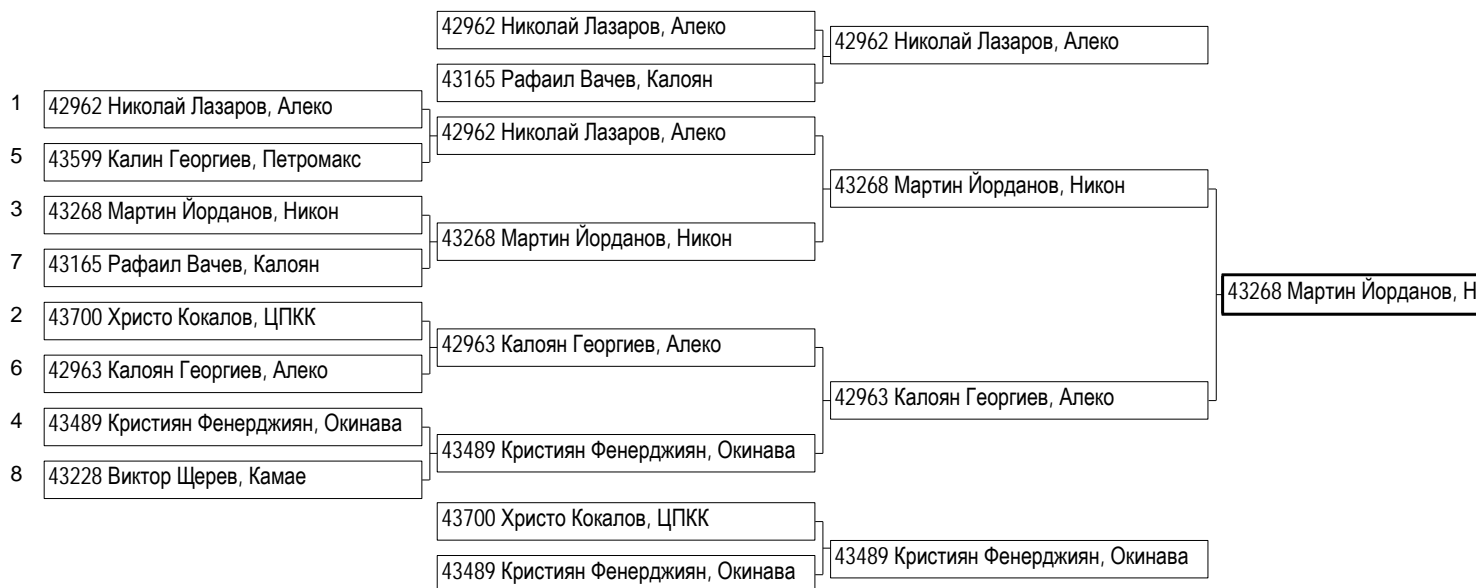 42962 Николай Лазаров, Алеко
42962 Николай Лазаров, Алеко
43165 Рафаил Вачев, Калоян
1 42962 Николай Лазаров, Алеко
42962 Николай Лазаров, Алеко
5 43599 Калин Георгиев, Петромакс
43268 Мартин Йорданов, Никон
3 43268 Мартин Йорданов, Никон
43268 Мартин Йорданов, Никон
7 43165 Рафаил Вачев, Калоян
43268 Мартин Йорданов, Н
2 43700 Христо Кокалов, ЦПКК
42963 Калоян Георгиев, Алеко
6 42963 Калоян Георгиев, Алеко
42963 Калоян Георгиев, Алеко
4 43489 Кристиян Фенерджиян, Окинава
43489 Кристиян Фенерджиян, Окинава
8 43228 Виктор Щерев, Камае
43700 Христо Кокалов, ЦПКК
43489 Кристиян Фенерджиян, Окинава
43489 Кристиян Фенерджиян, Окинава